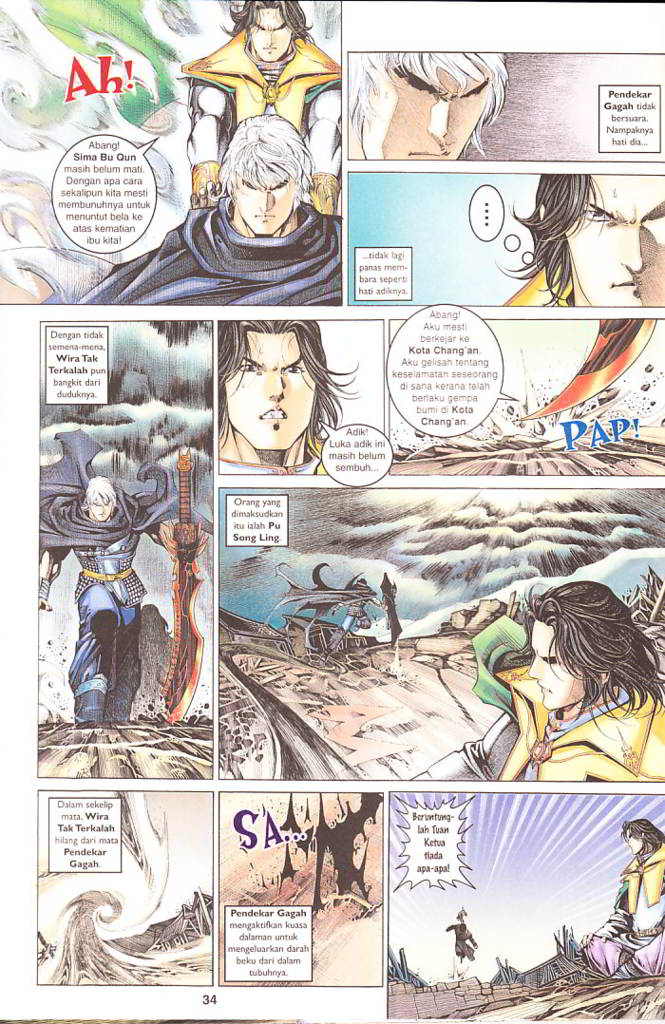 Ah!
Abang!
Sima Bu Qun
masih belum mati.
Dengan apa cara
sekalipun kita mesti
membunuhnya untuk
menuntut bela ke
atas kematian
ibu kita!
Pendekar
Gagah tidak
bersuara.
Nampaknya
hati dia...
....
...tidak lagi
panas mem-
bara seperti
hati adiknya.
Dengan tidak
semena-mena,
Wira Tak
Terkalah pun
bangkit dari
duduknya.
Adik!
Luka adik ini
masih belum
sembuh...
Abang!
Aku mesti
berkejar ke
Kota Chang'an.
Aku gelisah tentang
keselamatan seseorang
di sana kerana telah
berlaku gempa
bumi di Kota
Chang'an.
PAP!
Orang yang
dimaksudkan
itu ialah Pu
Song Ling.
Dalam sekelip
mata, Wira
Tak Terkalah
hilang dari mata
Pendekar
Gagah.
SA...
Pendekar Gagah
mengaktifkan kuasa
dalaman untuk
mengeluarkan darah
beku dari dalam
tubuhnya.
Beruntung-
lah Tuan
Ketua
tiada
apa-apa!
34